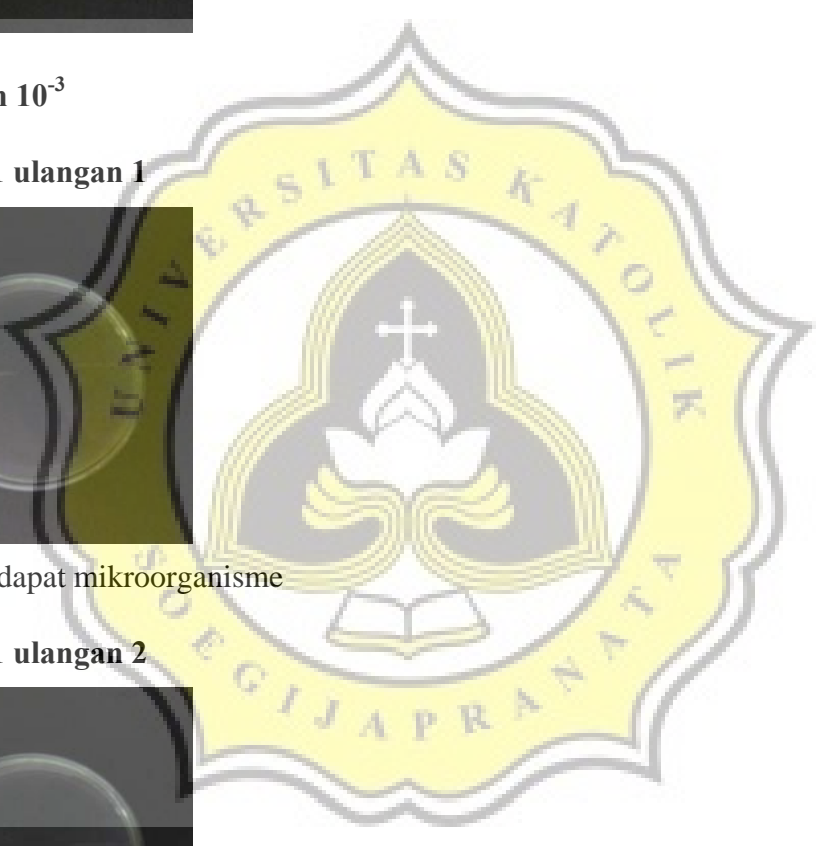 10⁻³
ulangan 1
UNIVERSITAS KATOLIK
dapat mikroorganisme
ulangan 2
SOEGIJAPRANATA